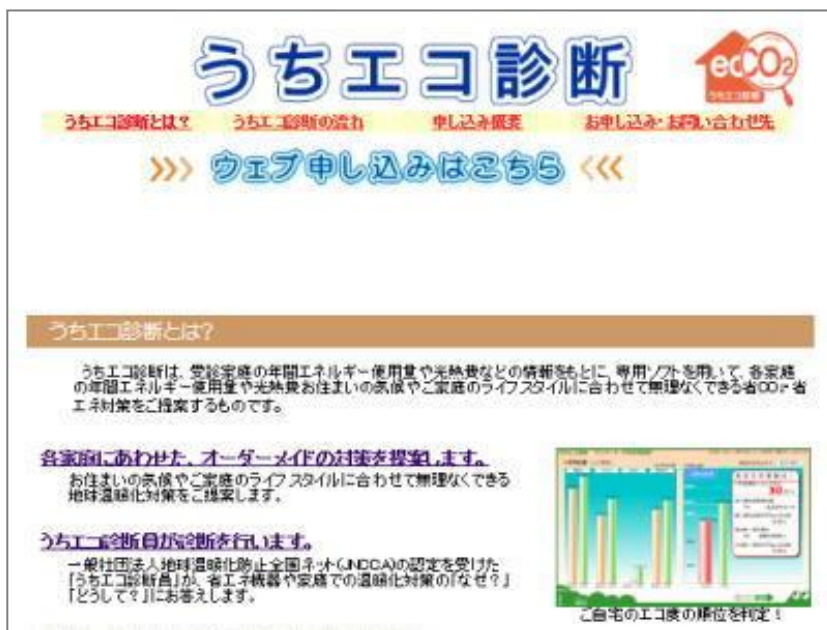 うちエコ診断
ecCO2
うちエコ診断
うちエコ診断とは?
うちエコ診断の流れ
申し込み概要
お申し込み・お問い合わせ先
ウェブ申し込みはこちら
うちエコ診断とは?
うちエコ診断は、受診家庭の年間エネルギー使用量や光熱費などの情報をもとに、専用ソフトを用いて、各家庭
の年間エネルギー使用量や光熱費お住まいの気候やご家庭のライフスタイルに合わせて無理なくできる省CO2・省
エネ対策をご提案するものです。
各家庭にあわせた、オーダーメイドの対策を提案します。
お住まいの気候やご家庭のライフスタイルに合わせて無理なくできる
地球温暖化対策をご提案します。
うちエコ診断員が診断を行います。
一般社団法人地球温暖化防止全国ネット(JNCCA)の認定を受けた
「うちエコ診断員」が、省エネ機器や家庭での温暖化対策の「なぜ?」
「どうして?」にお答えします。
ご自宅のエコ度の順位を判定!